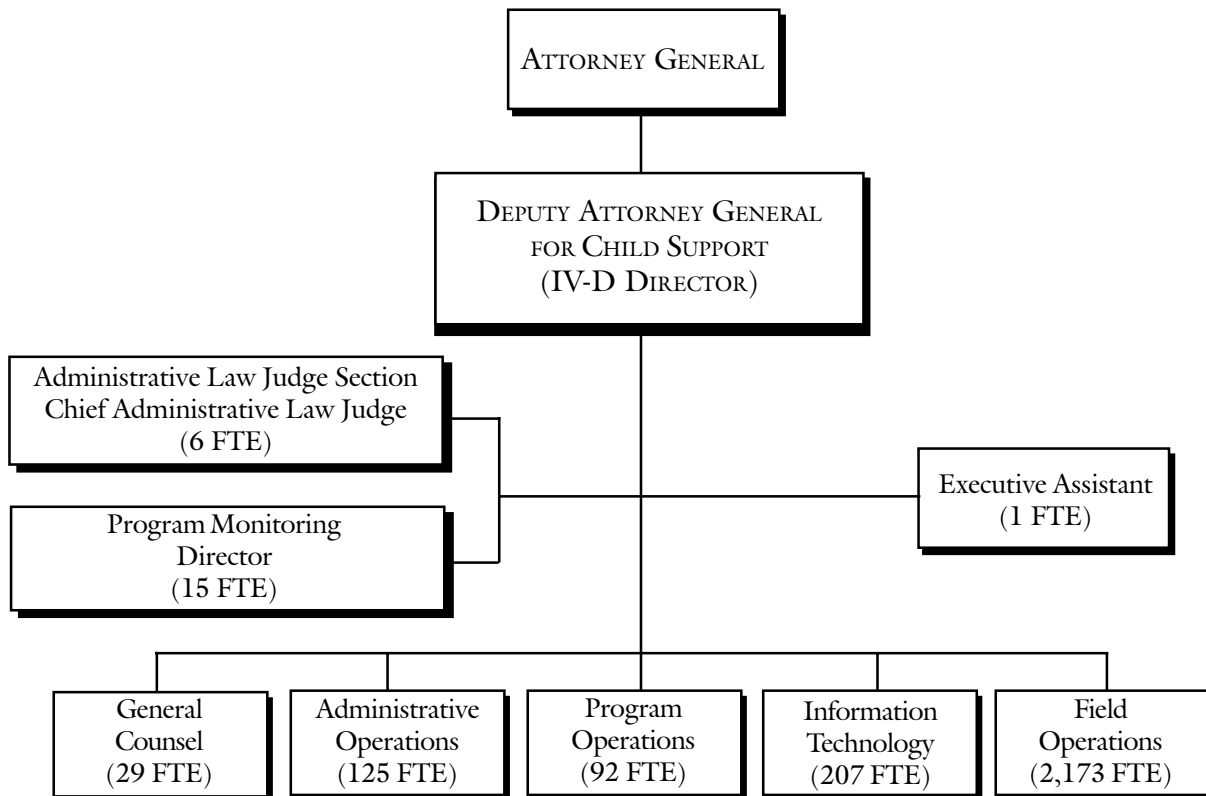 ATTORNEY GENERAL
DEPUTY ATTORNEY GENERAL
FOR CHILD SUPPORT
(IV-D DIRECTOR)
Administrative Law Judge Section
Chief Administrative Law Judge
(6 FTE)
Executive Assistant
(1 FTE)
Program Monitoring
Director
(15 FTE)
General
Counsel
(29 FTE)
Administrative
Operations
(125 FTE)
Program
Operations
(92 FTE)
Information
Technology
(207 FTE)
Field
Operations
(2,173 FTE)